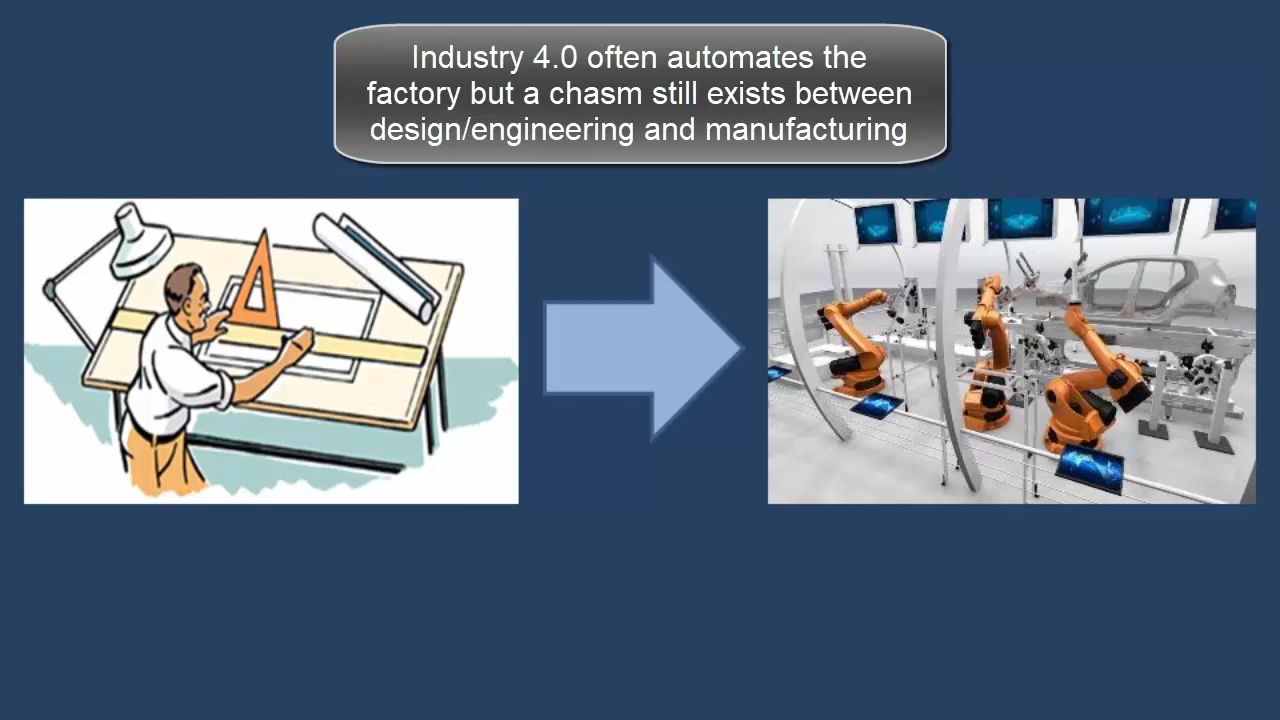 Industry 4.0 often automates the
factory but a chasm still exists between
design/engineering and manufacturing